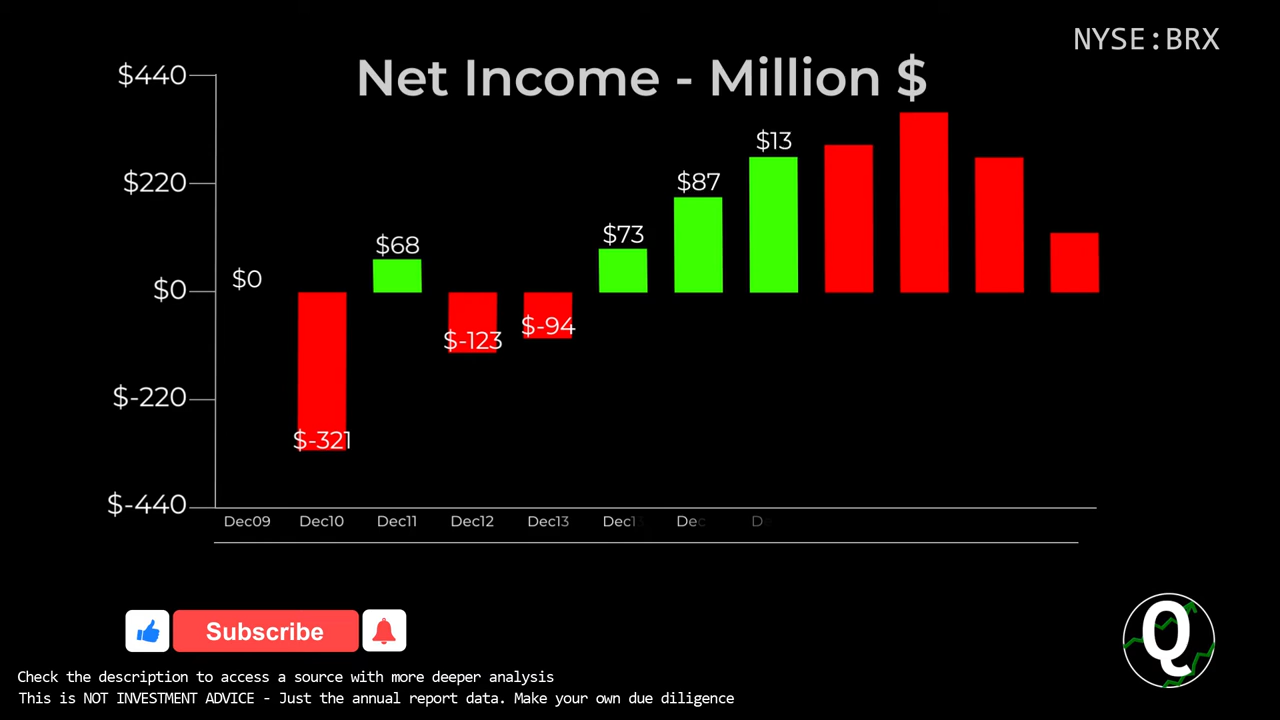 NYSE:BRX
Net Income - Million $
$440
$220
$0
$-220
$-440
$0
$-321
$68
$-123
$-94
$73
$87
$13
Dec09
Dec10
Dec11
Dec12
Dec13
Subscribe
Q
Check the description to access a source with more deeper analysis
This is NOT INVESTMENT ADVICE - Just the annual report data. Make your own due diligence